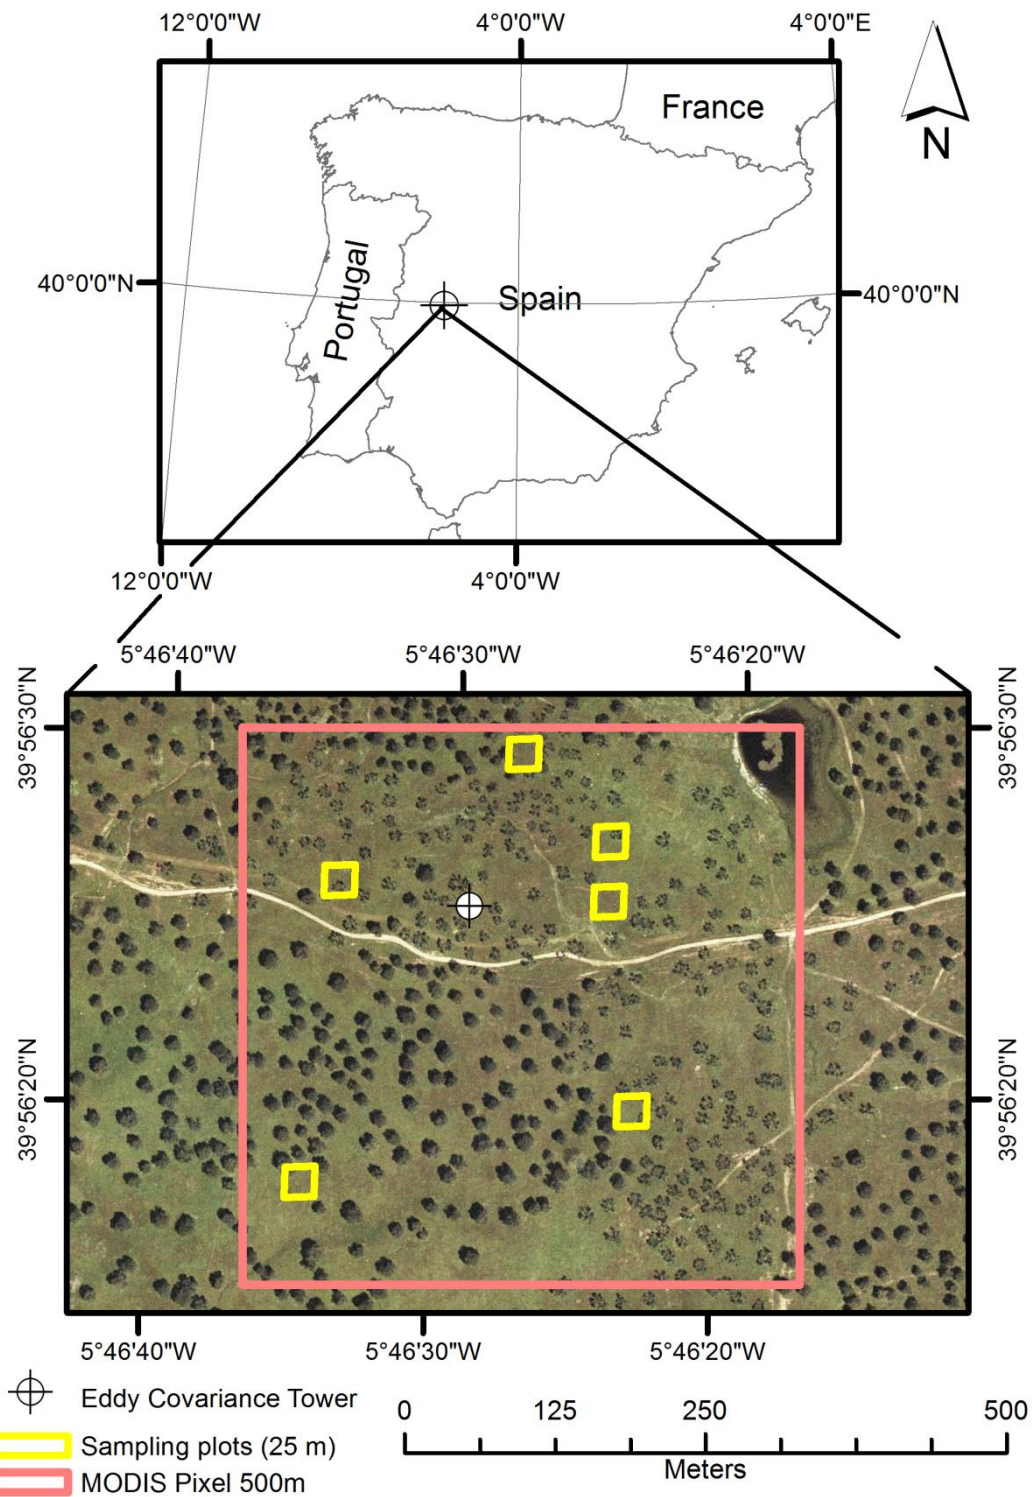 12°0'0"W 4°0'0"W 4°0'0"E
France
N
40°0'0"N
Portugal
Spain
40°0'0"N
12°0'0"W 4°0'0"W
5°46'40"W 5°46'30"W 5°46'20"W
39°56'30"N
39°56'30"N
39°56'20"N
39°56'20"N
5°46'40"W 5°46'30"W 5°46'20"W
Eddy Covariance Tower
Sampling plots (25 m)
MODIS Pixel 500m
0 125 250 500
Meters